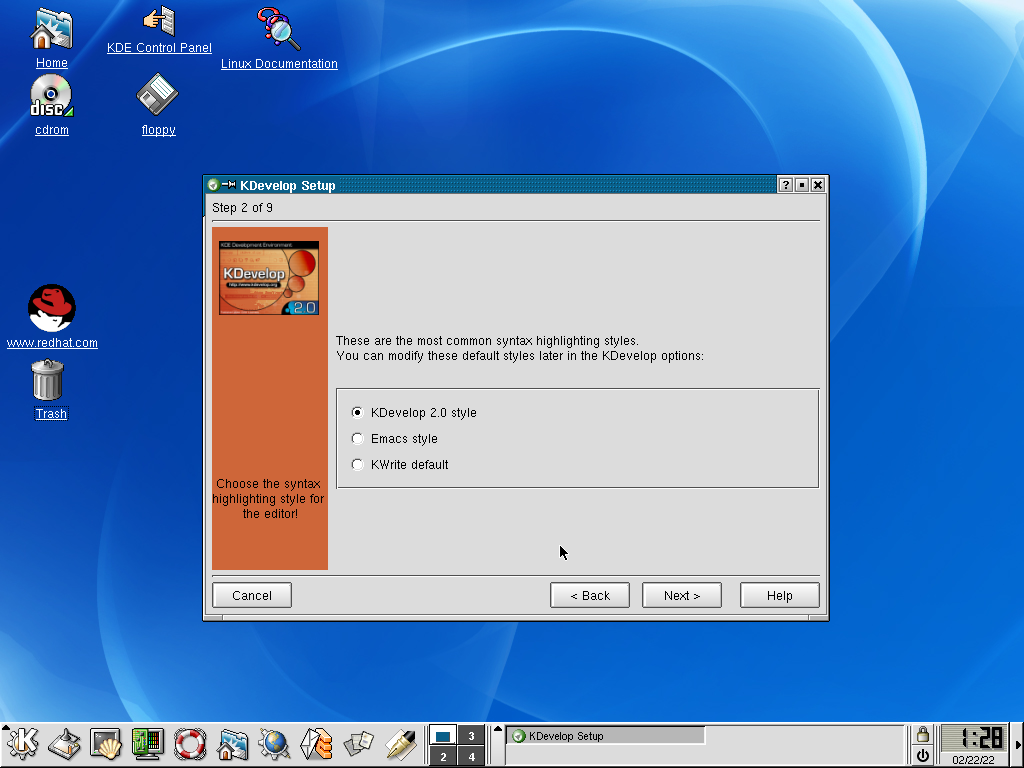 Home
KDE Control Panel
Linux Documentation
disc
cdrom
floppy
www.redhat.com
Trash
KDevelop Setup
Step 2 of 9
KDE Development Environment
KDevelop
http://www.kdevelop.org
2.0
These are the most common syntax highlighting styles.
You can modify these default styles later in the KDevelop options:
KDevelop 2.0 style
Emacs style
KWrite default
Choose the syntax
highlighting style for
the editor!
Cancel
< Back
Next >
Help
3
2
4
KDevelop Setup
1:28
02/22/22